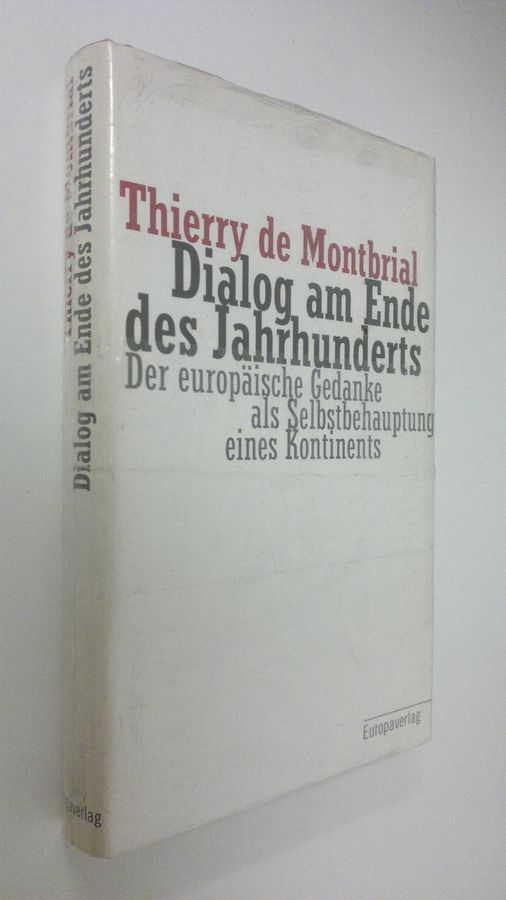 Thierry de Montbrial
Dialog am Ende
des Jahrhunderts
Der europäische Gedanke
als Selbstbehauptung
eines Kontinents
Europaverlag
Thierry de Montbrial
Dialog am Ende des Jahrhunderts